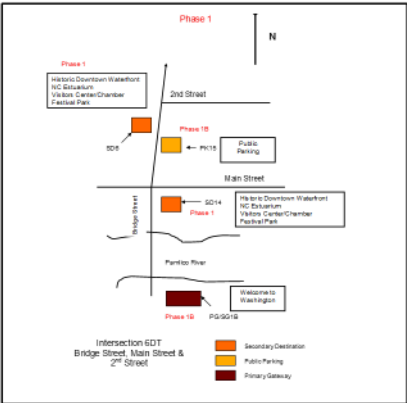 Phase 1
N
Phase 1
Historic Downtown Waterfront
NC Estuarium
Visitors Center/Chamber
Festival Park
2nd Street
Phase 1B
SD8
PK15
Public
Parking
Main Street
Bridge Street
SD14
Phase 1
Historic Downtown Waterfront
NC Estuarium
Visitors Center/Chamber
Festival Park
Pamlico River
Welcome to
Washington
Phase 1B
PG/SG1B
Intersection 6DT
Bridge Street, Main Street &
2nd Street
Secondary Destination
Public Parking
Primary Gateway